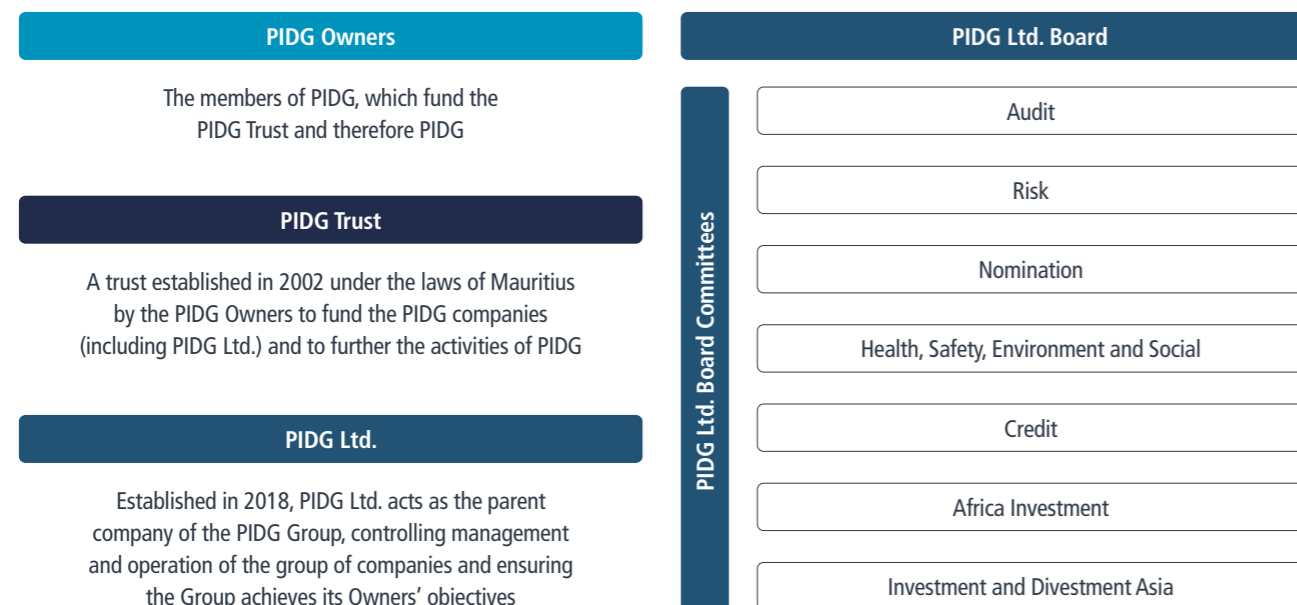 PIDG Owners
The members of PIDG, which fund the
PIDG Trust and therefore PIDG
PIDG Trust
A trust established in 2002 under the laws of Mauritius
by the PIDG Owners to fund the PIDG companies
(including PIDG Ltd.) and to further the activities of PIDG
PIDG Ltd.
Established in 2018, PIDG Ltd. acts as the parent
company of the PIDG Group, controlling management
and operation of the group of companies and ensuring
the Group achieves its Owners’ objectives
PIDG Ltd. Board
PIDG Ltd. Board Committees
Audit
Risk
Nomination
Health, Safety, Environment and Social
Credit
Africa Investment
Investment and Divestment Asia